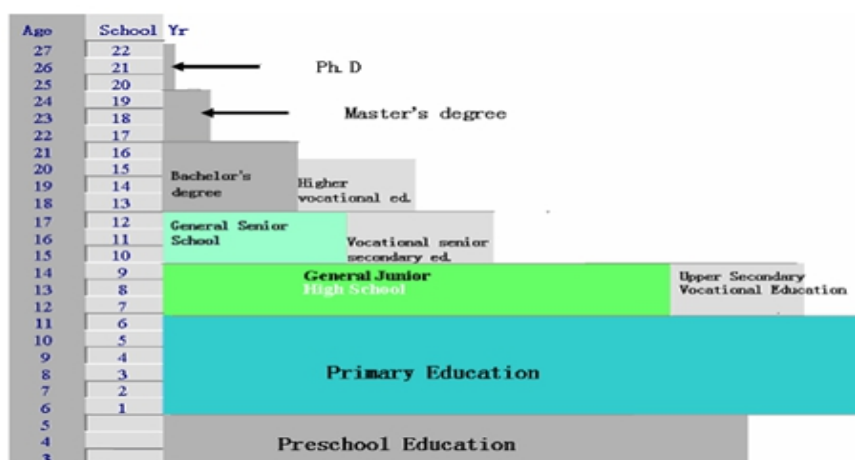 Age School Yr
27 22
26 21 Ph. D
25 20
24 19
23 18 Master's degree
22 17
21 16
20 15 Bachelor's Higher
19 14 degree vocational ed.
18 13
17 12 General Senior
16 11 School Vocational senior
15 10 secondary ed.
14 9 General Junior Upper Secondary
13 8 High School Vocational Education
12 7
11 6
10 5
9 4
8 3 Primary Education
7 2
6 1
5
4 Preschool Education
3